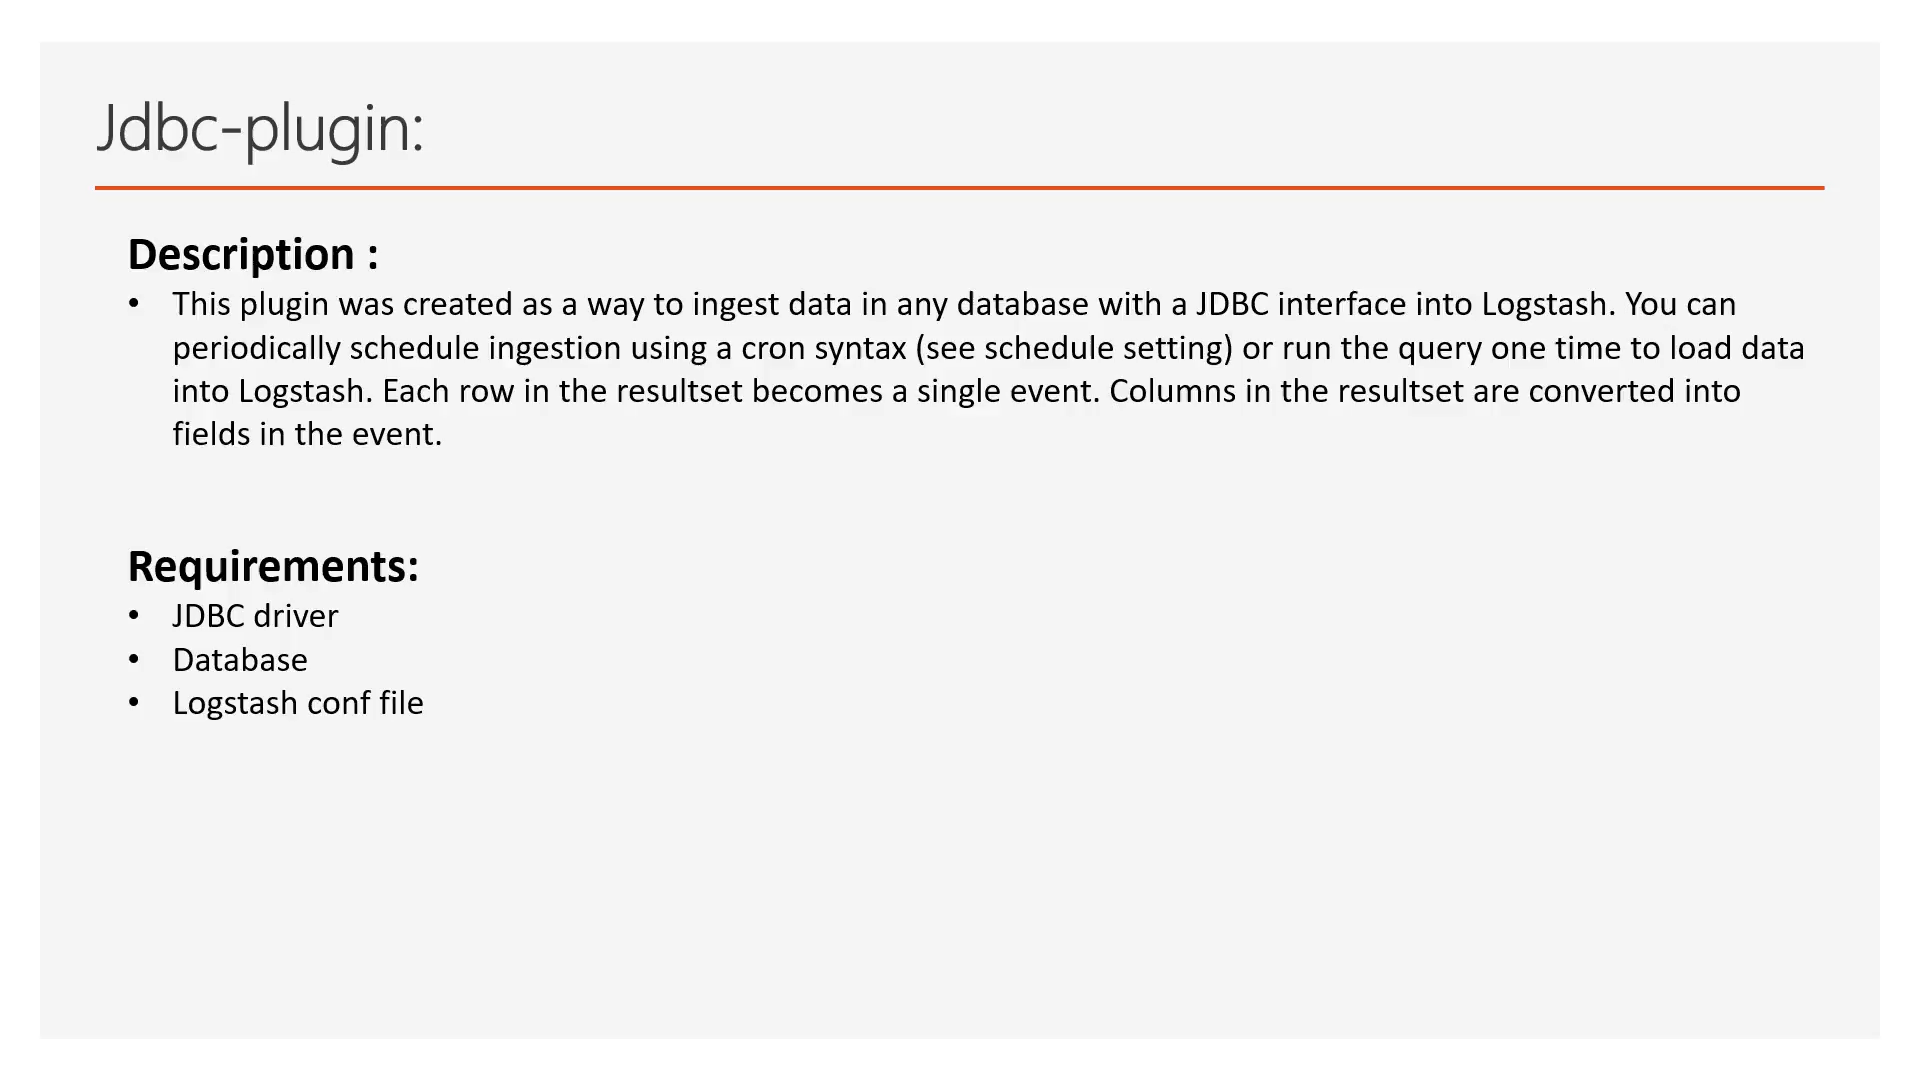 Jdbc-plugin:
Description :
• This plugin was created as a way to ingest data in any database with a JDBC interface into Logstash. You can
periodically schedule ingestion using a cron syntax (see schedule setting) or run the query one time to load data
into Logstash. Each row in the resultset becomes a single event. Columns in the resultset are converted into
fields in the event.
Requirements:
• JDBC driver
• Database
• Logstash conf file